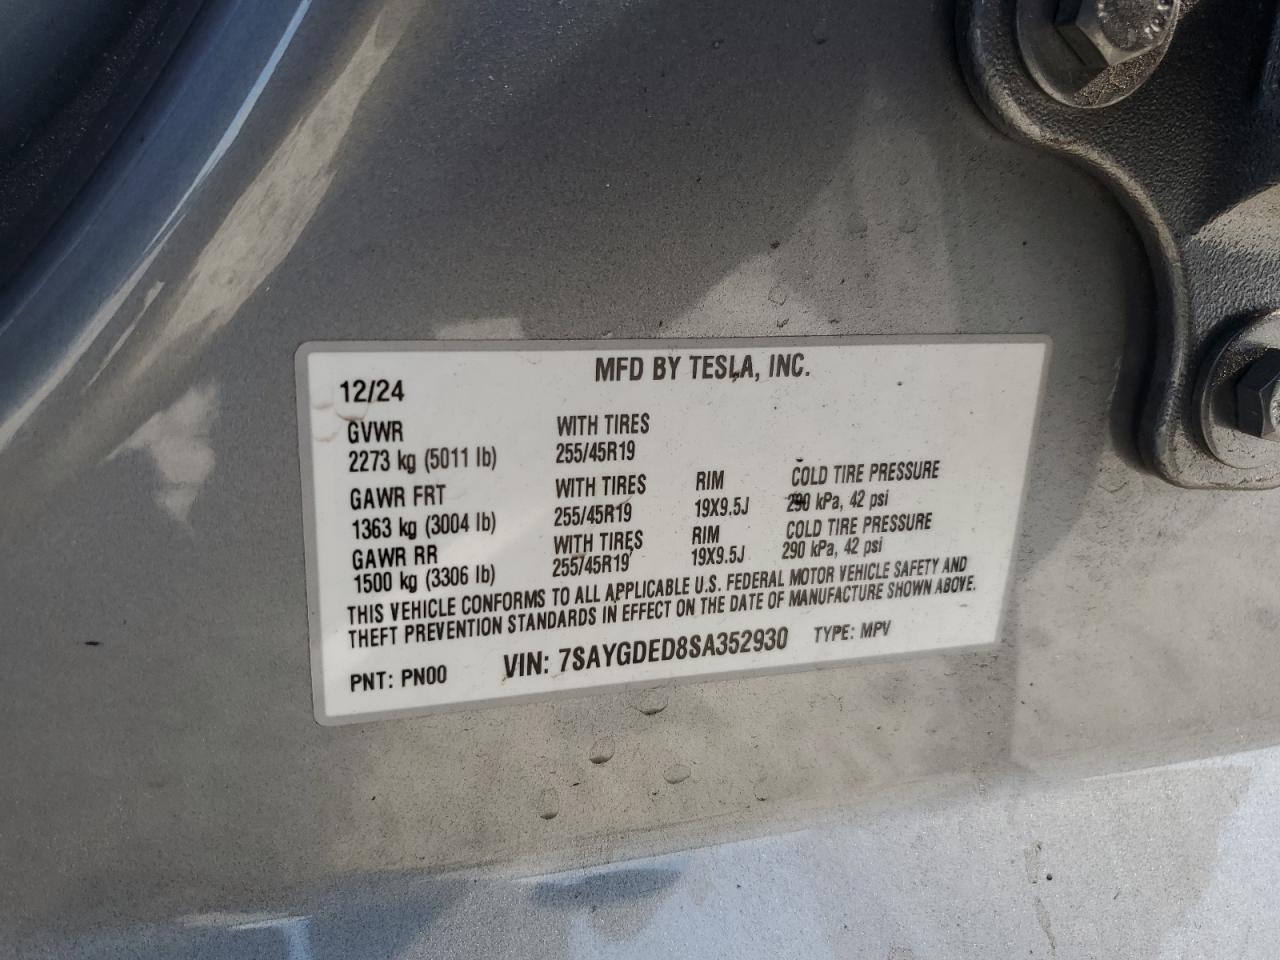 MFD BY TESLA, INC.
12/24
GVWR WITH TIRES
2273 kg (5011 lb) 255/45R19
GAWR FRT WITH TIRES RIM COLD TIRE PRESSURE
1363 kg (3004 lb) 255/45R19 19X9.5J 290 kPa, 42 psi
GAWR RR WITH TIRES RIM COLD TIRE PRESSURE
1500 kg (3306 lb) 255/45R19 19X9.5J 290 kPa, 42 psi
THIS VEHICLE CONFORMS TO ALL APPLICABLE U.S. FEDERAL MOTOR VEHICLE SAFETY AND
THEFT PREVENTION STANDARDS IN EFFECT ON THE DATE OF MANUFACTURE SHOWN ABOVE.
PNT: PN00 VIN: 7SAYGDED8SA352930 TYPE: MPV